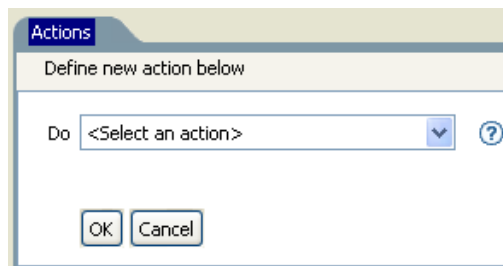 Actions
Define new action below
Do <Select an action> ?
OK Cancel